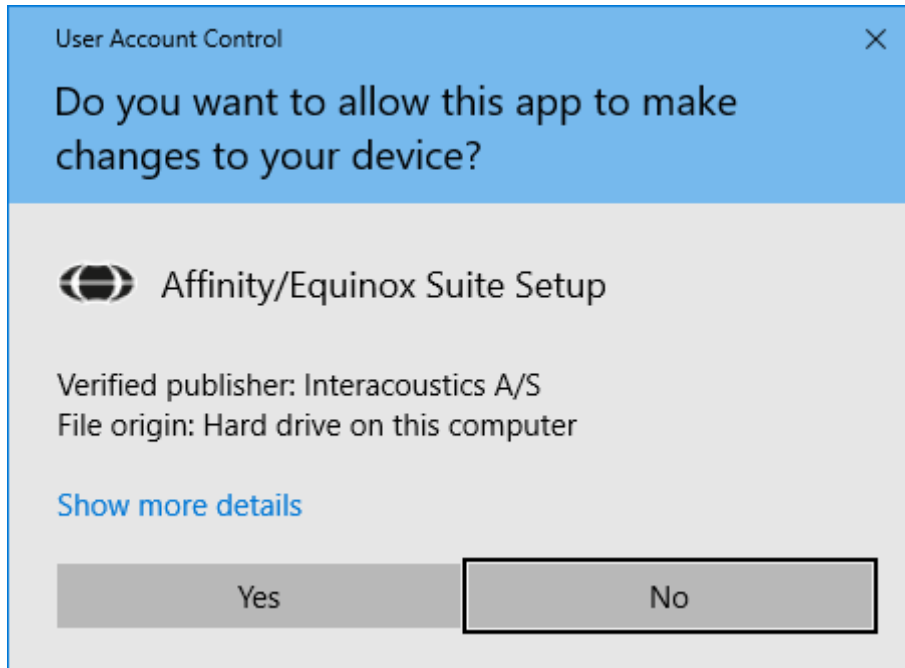 User Account Control
Do you want to allow this app to make
changes to your device?
Affinity/Equinox Suite Setup
Verified publisher: Interacoustics A/S
File origin: Hard drive on this computer
Show more details
Yes
No